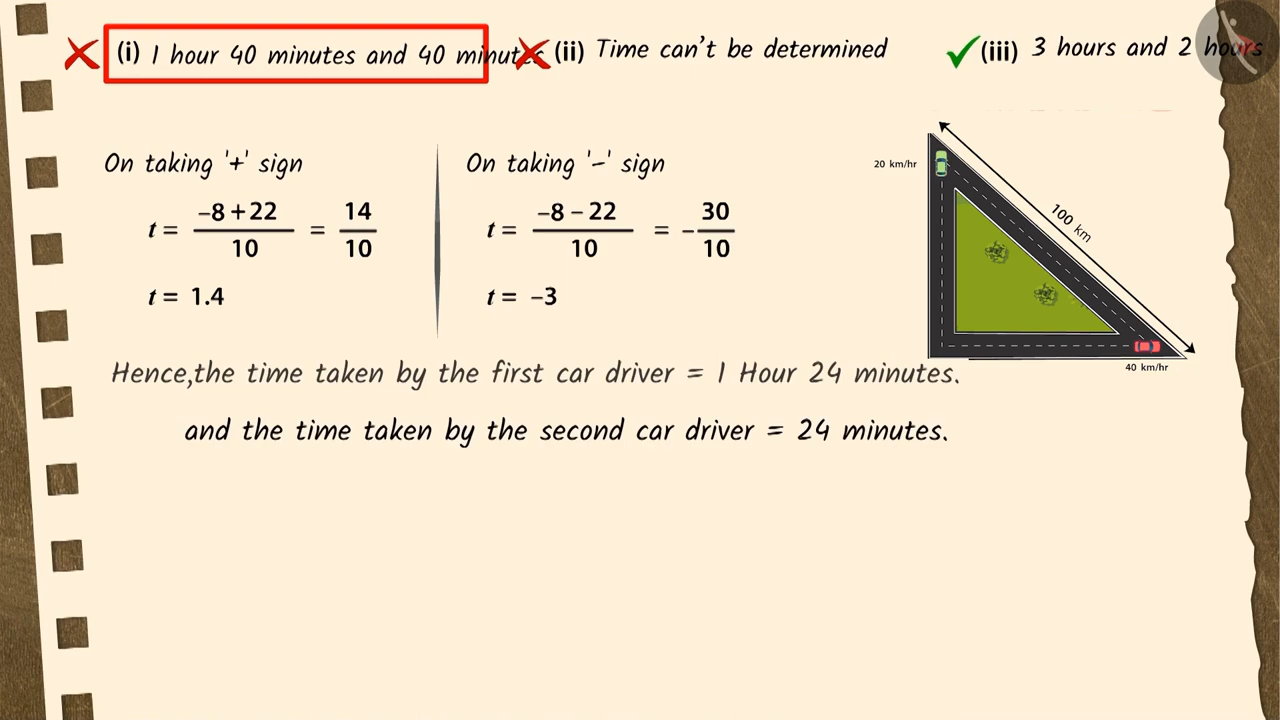 (i) 1 hour 40 minutes and 40 minutes (ii) Time can't be determined (iii) 3 hours and 2 hours
On taking '+' sign
t = –8 + 22 / 10 = 14 / 10
t = 1.4
On taking '–' sign
t = –8 – 22 / 10 = – 30 / 10
t = –3
20 km/hr
100 km
40 km/hr
Hence,the time taken by the first car driver = 1 Hour 24 minutes.
and the time taken by the second car driver = 24 minutes.